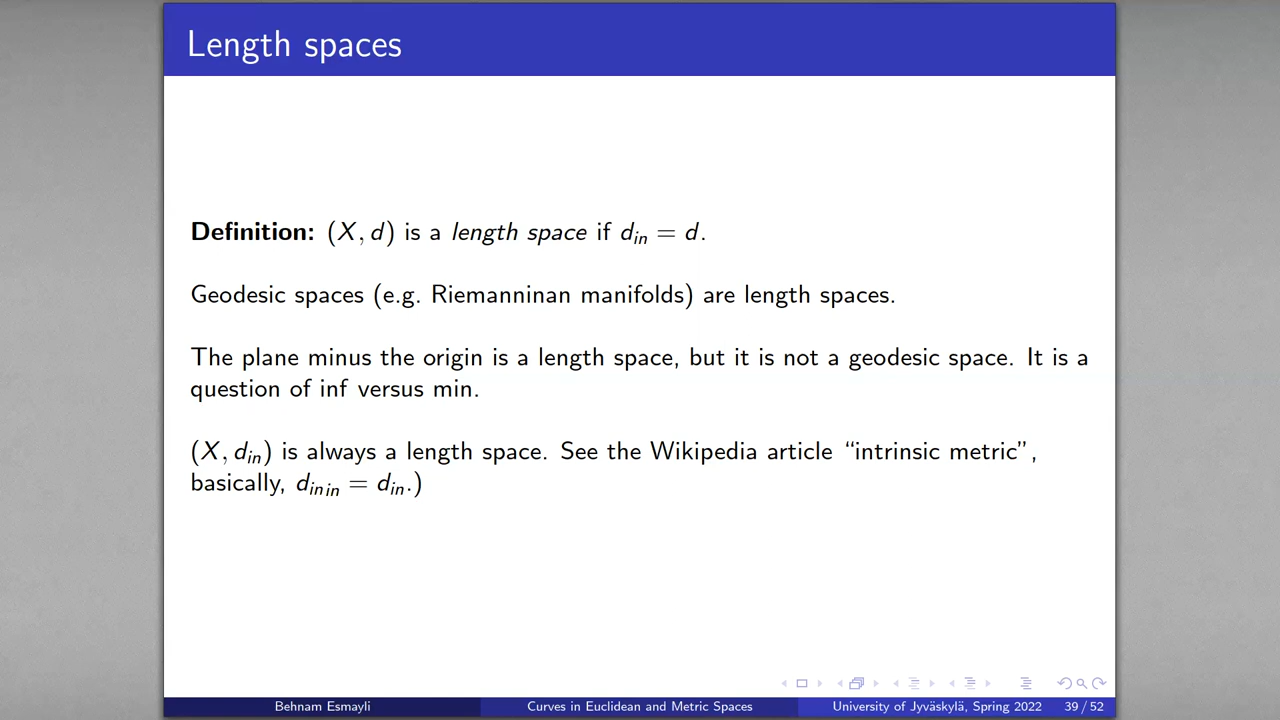 Length spaces
Definition: (X, d) is a length space if d_in = d.
Geodesic spaces (e.g. Riemanninan manifolds) are length spaces.
The plane minus the origin is a length space, but it is not a geodesic space. It is a
question of inf versus min.
(X, d_in) is always a length space. See the Wikipedia article “intrinsic metric”,
basically, d_in_in = d_in.)
Behnam Esmayli
Curves in Euclidean and Metric Spaces
University of Jyväskylä, Spring 2022
39 / 52